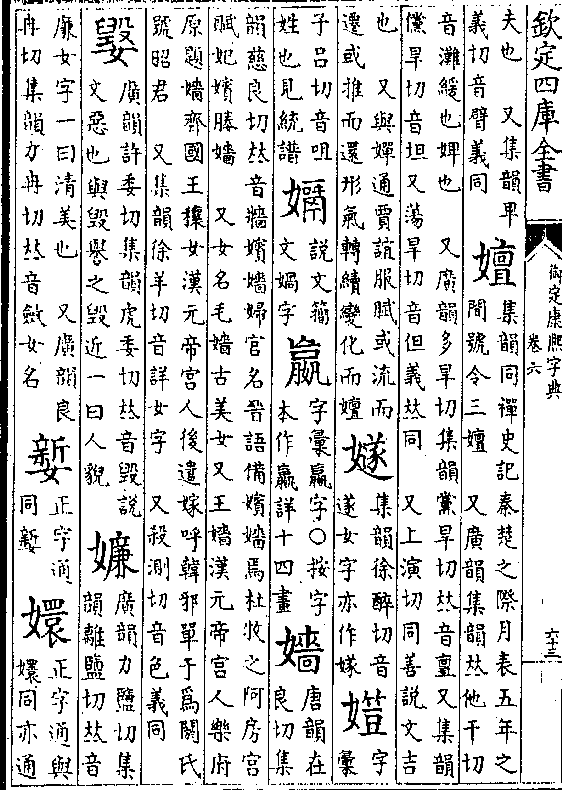 欽定四庫全書
御定康熙字典
卷六
六十三
夫也 又集韻卑
義切音臂義同
嬗
集韻同禪史記秦楚之際月表五年之
間號令三嬗 又廣韻集韻𠀤他干切
音灘緩也婢也 又廣韻多旱切集韻黨旱切𠀤音亶又集韻
儻旱切音坦又蕩旱切音但義𠀤同 又上演切同善說文吉
也 又與嬋通賈誼服賦或流而
遷或推而還形氣轉續變化而嬗
嬘
集韻徐醉切音
遂女字亦作嫁
字
彙
子呂切音咀
姓也見統譜
說文籀
文媧字
嬴
字彙嬴字○按字
本作嬴詳十四畫
嬙
唐韻在
良切集
韻慈良切𠀤音牆嬪嬙婦官名晉語備嬪嬙焉杜牧之阿房宮
賦妃嬪媵嬙 又女名毛嬙古美女又王嬙漢元帝宮人樂府
原題嬙齊國王穰女漢元帝宮人後遣嫁呼韓邪單于爲閼氏
號昭君 又集韻徐羊切音詳女字 又殺測切音色義同
廣韻許委切集韻虎委切𠀤音毀說
文惡也與毀譽之毀近一曰人貌
嬚
廣韻力鹽切集
韻離鹽切𠀤音
廉女字一曰清美也 又廣韻良
冉切集韻力冉切𠀤音斂女名
正字通
同
嬛
正字通與
嬛同亦通